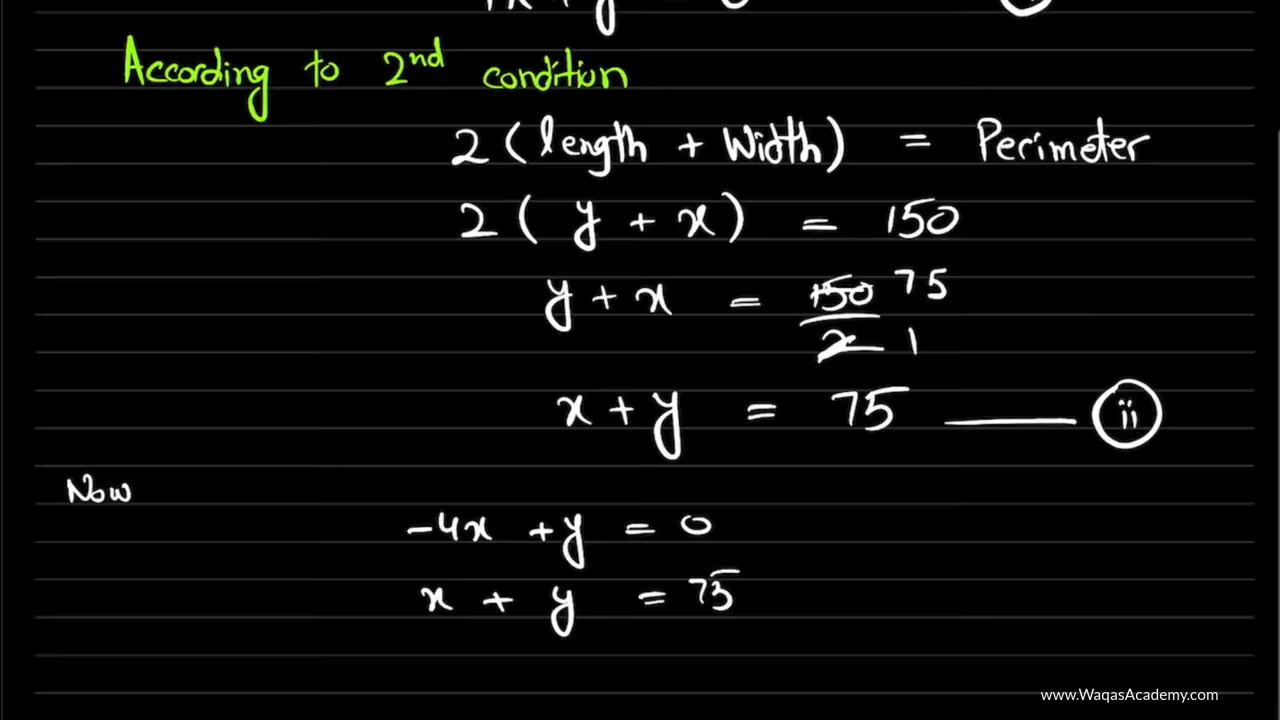 According to 2nd condition
2 ( length + Width ) = Perimeter
2 ( y + x ) = 150
y + x = 150 75
2 1
x + y = 75 ——— ii
Now
-4x + y = 0
x + y = 75
www.WaqasAcademy.com